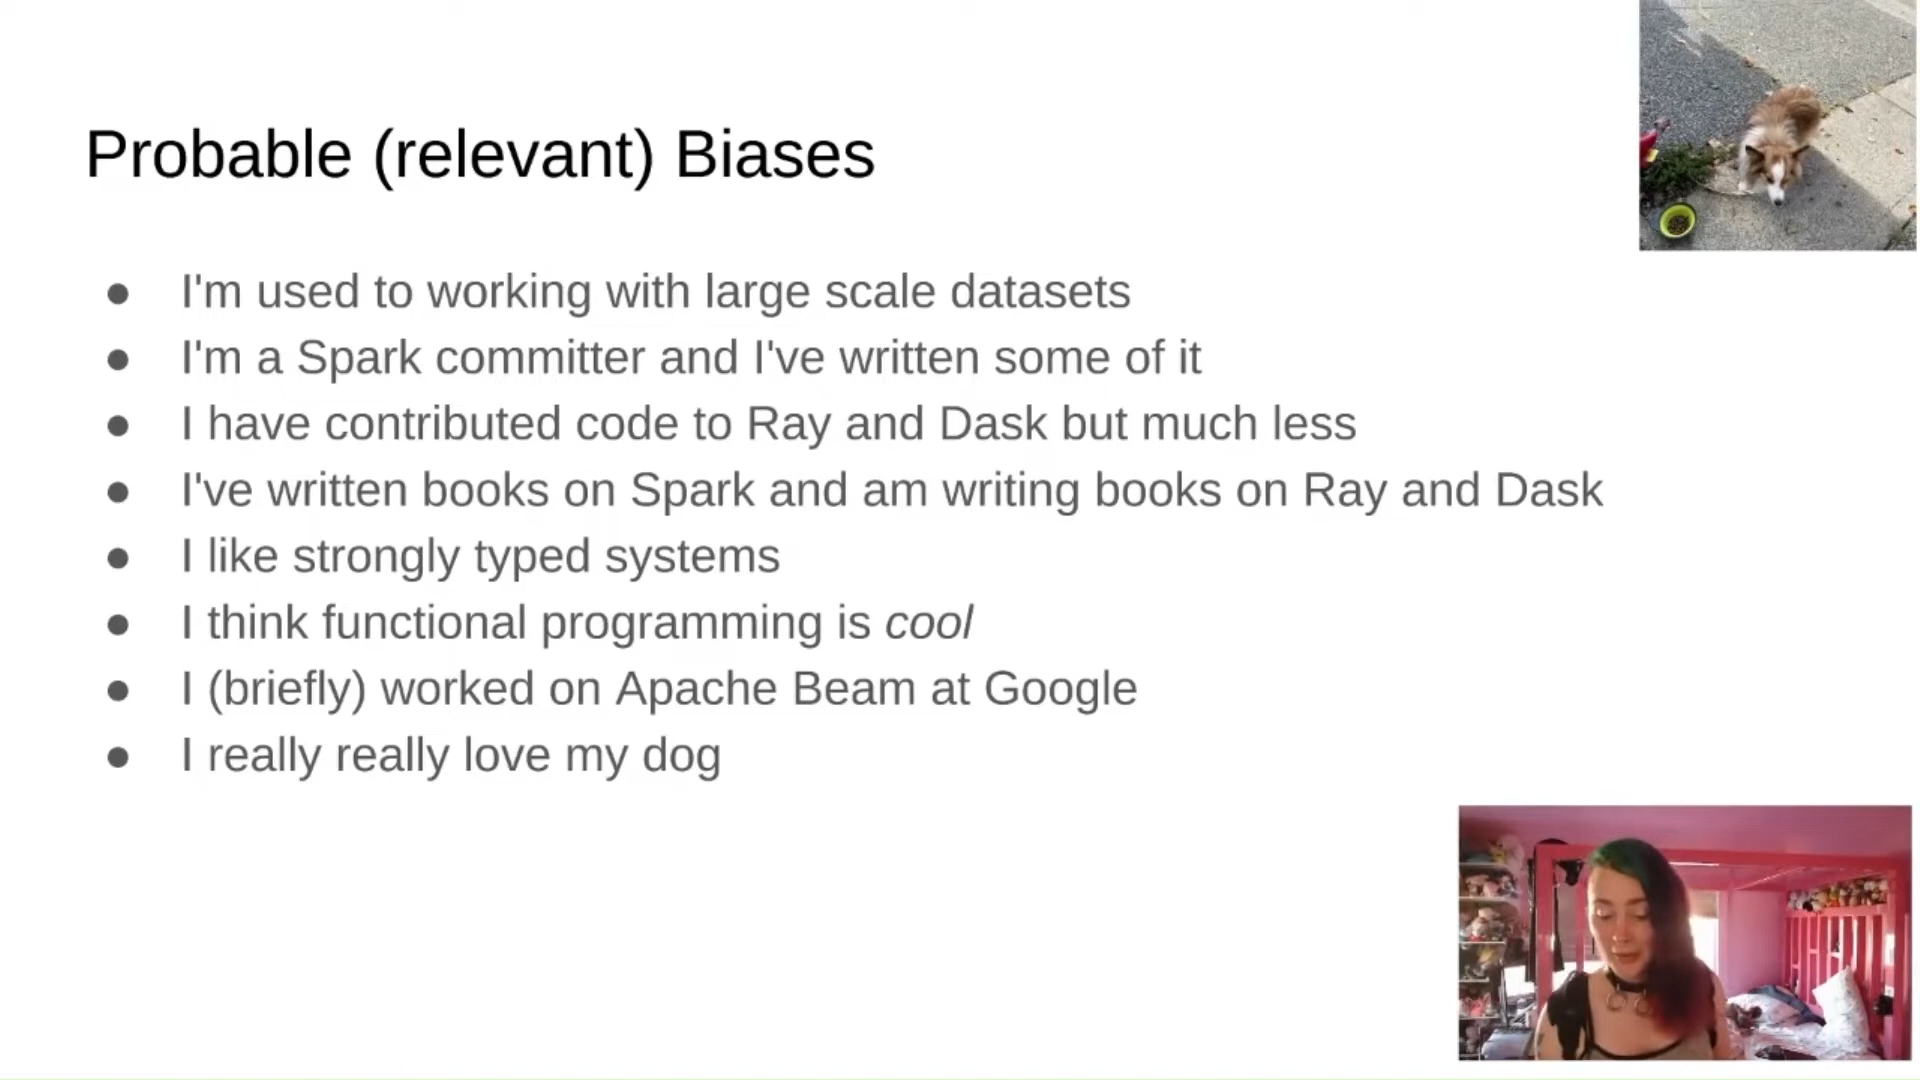 Probable (relevant) Biases
● I'm used to working with large scale datasets
● I'm a Spark committer and I've written some of it
● I have contributed code to Ray and Dask but much less
● I've written books on Spark and am writing books on Ray and Dask
● I like strongly typed systems
● I think functional programming is cool
● I (briefly) worked on Apache Beam at Google
● I really really love my dog